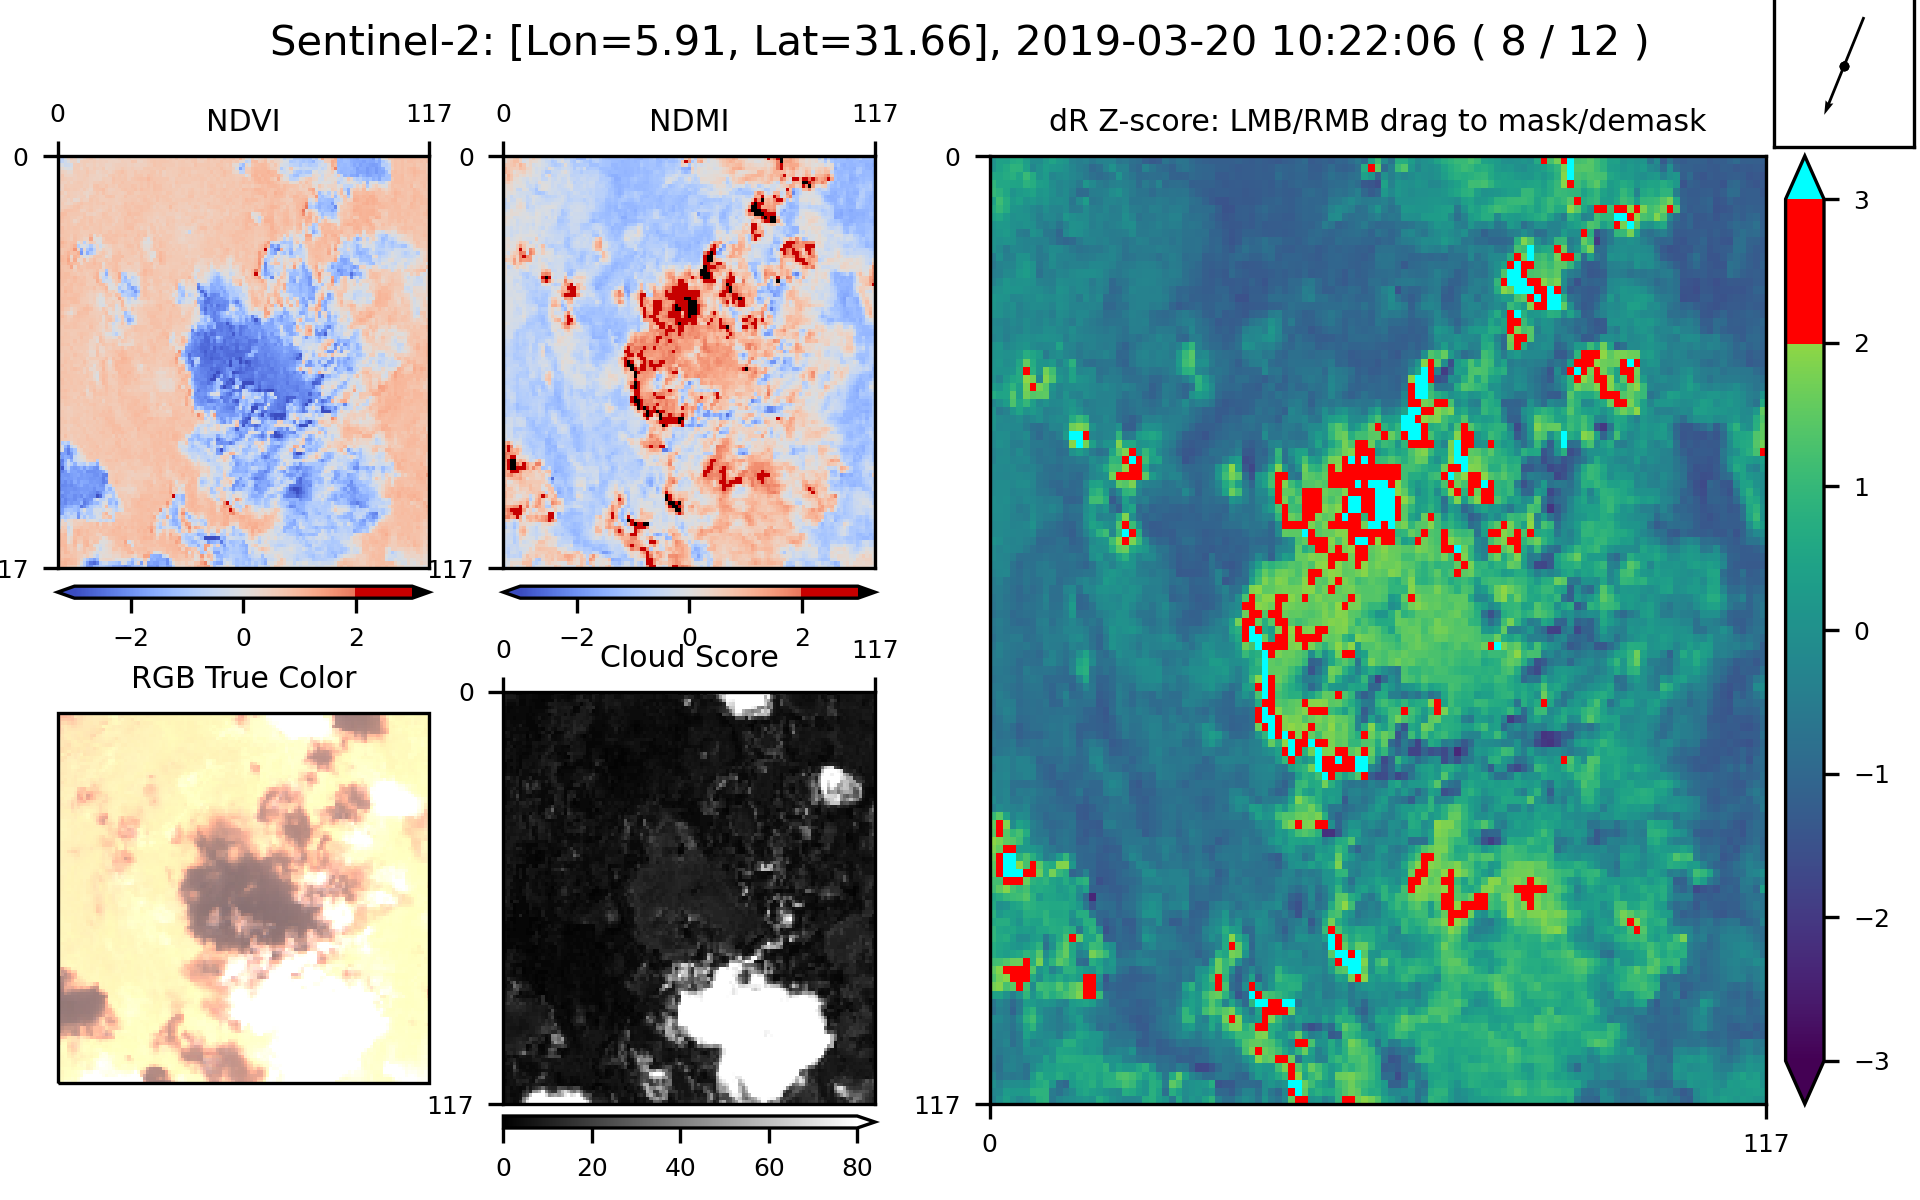 Sentinel-2: [Lon=5.91, Lat=31.66], 2019-03-20 10:22:06 ( 8 / 12 )
0 117 0 117
NDVI NDMI dR Z-score: LMB/RMB drag to mask/demask
0 0 0
3
2
1
0
−1
−2
−3
17 117
−2 0 2 −2 0 2
0 117
RGB True Color Cloud Score
0
117 117
0 117
0 20 40 60 80